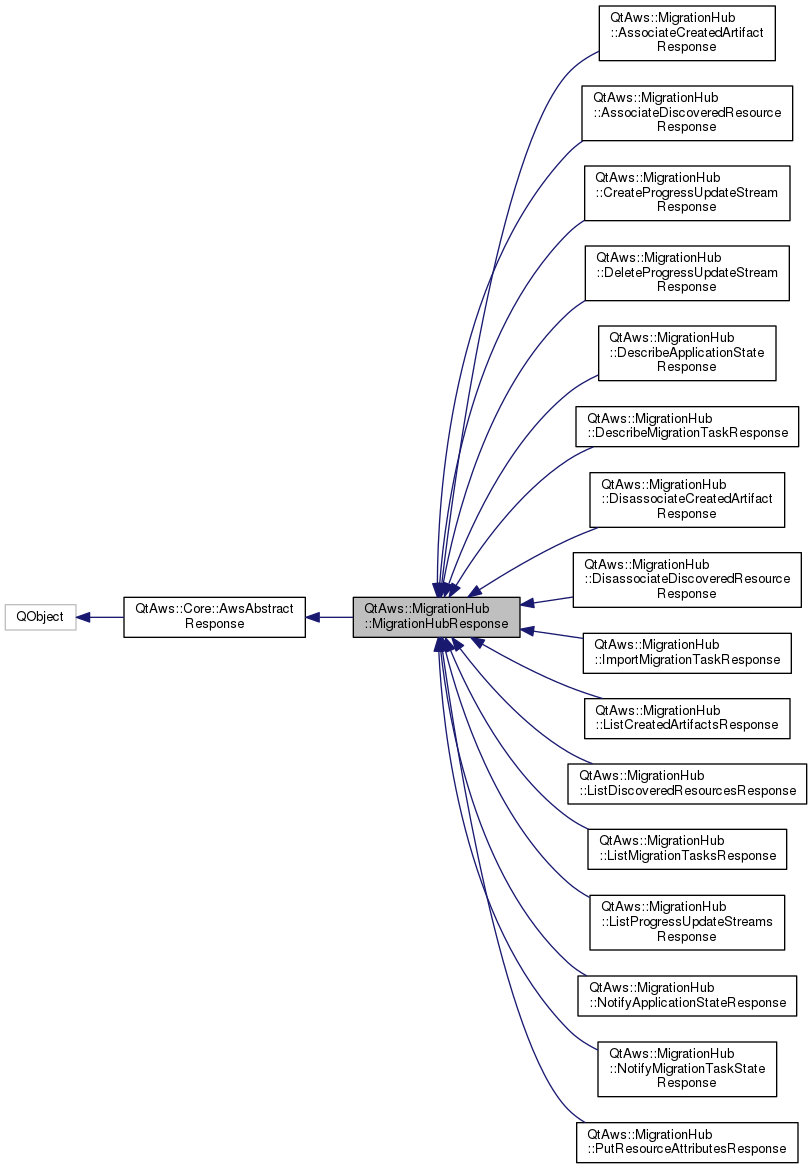 QtAws::MigrationHub
::AssociateCreatedArtifact
Response
QtAws::MigrationHub
::AssociateDiscoveredResource
Response
QtAws::MigrationHub
::CreateProgressUpdateStream
Response
QtAws::MigrationHub
::DeleteProgressUpdateStream
Response
QtAws::MigrationHub
::DescribeApplicationState
Response
QtAws::MigrationHub
::DescribeMigrationTaskResponse
QtAws::MigrationHub
::DisassociateCreatedArtifact
Response
QtAws::MigrationHub
::DisassociateDiscoveredResource
Response
QObject
QtAws::Core::AwsAbstract
Response
QtAws::MigrationHub
::MigrationHubResponse
QtAws::MigrationHub
::ImportMigrationTaskResponse
QtAws::MigrationHub
::ListCreatedArtifactsResponse
QtAws::MigrationHub
::ListDiscoveredResourcesResponse
QtAws::MigrationHub
::ListMigrationTasksResponse
QtAws::MigrationHub
::ListProgressUpdateStreams
Response
QtAws::MigrationHub
::NotifyApplicationStateResponse
QtAws::MigrationHub
::NotifyMigrationTaskState
Response
QtAws::MigrationHub
::PutResourceAttributesResponse